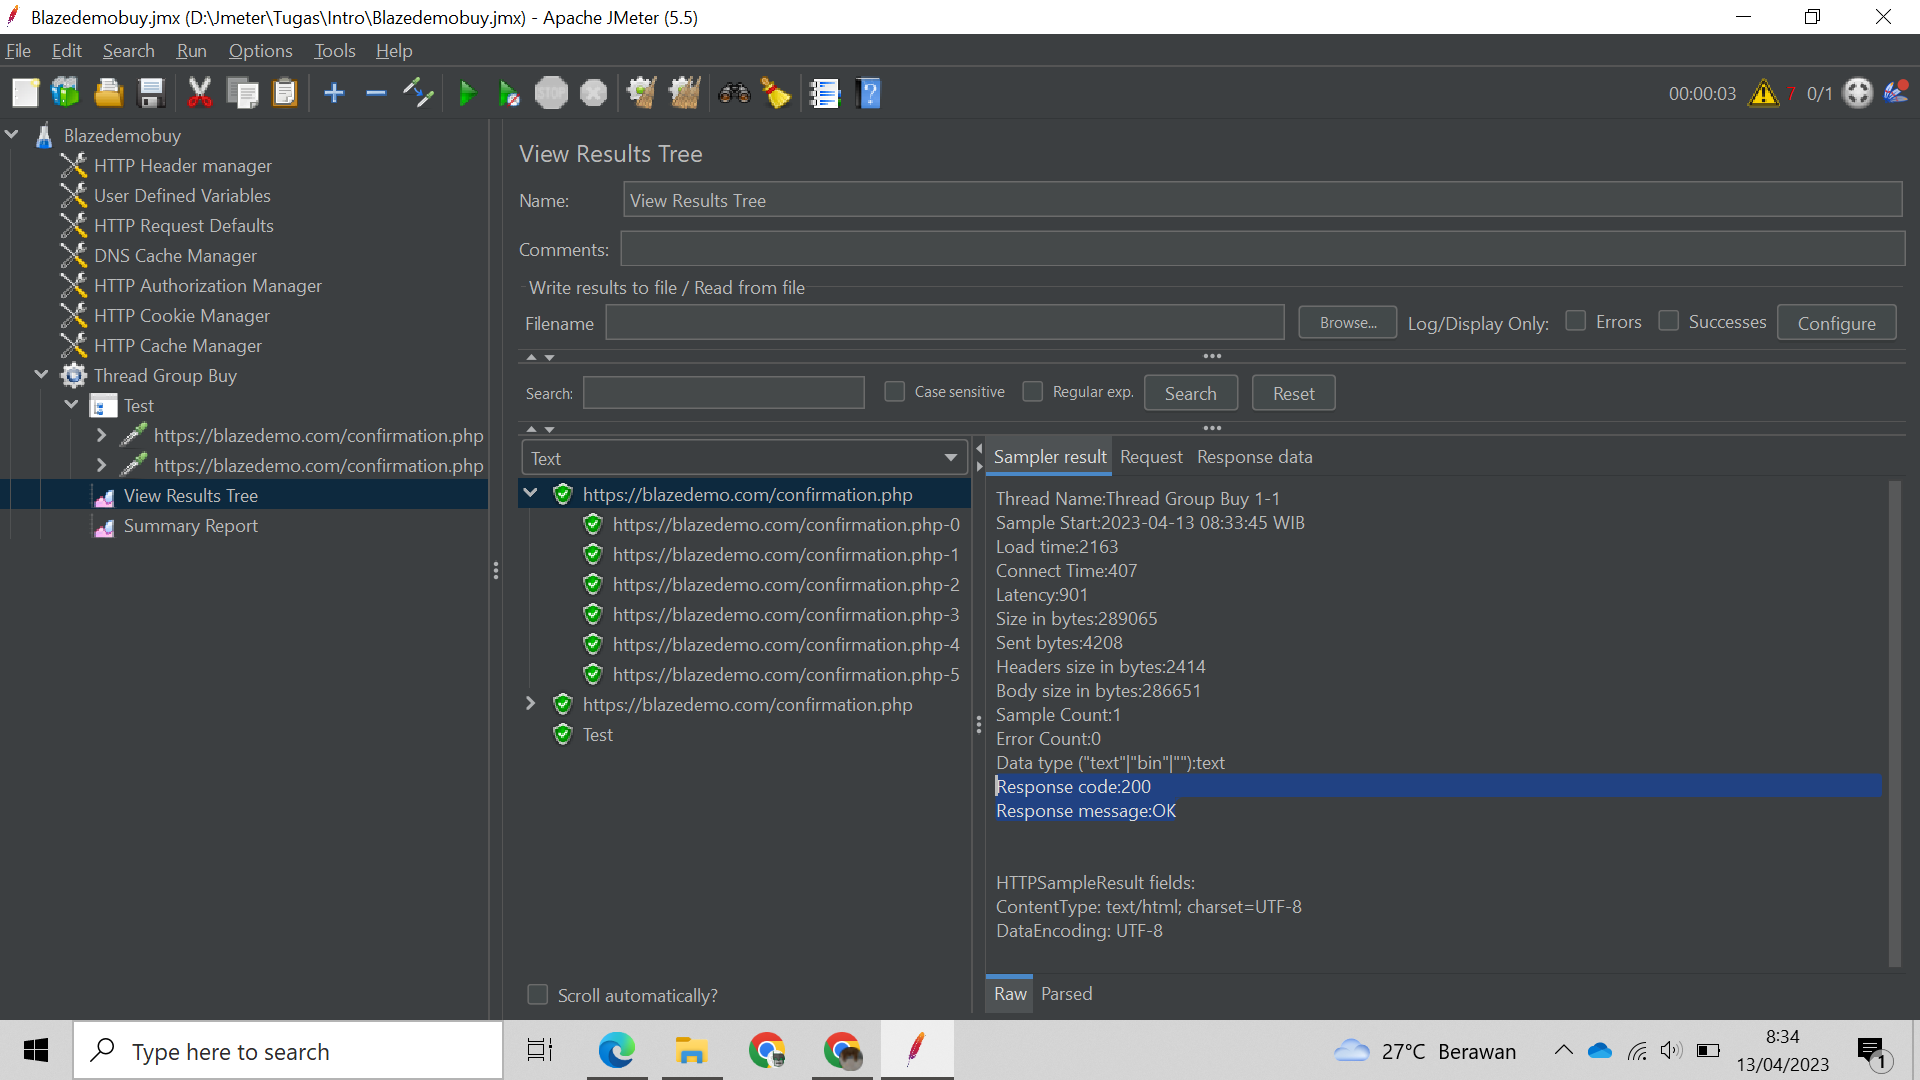 Blazedemobuy.jmx (D:\Jmeter\Tugas\Intro\Blazedemobuy.jmx) - Apache JMeter (5.5)
File Edit Search Run Options Tools Help
STOP
00:00:03 7 0/1
Blazedemobuy
HTTP Header manager
User Defined Variables
HTTP Request Defaults
DNS Cache Manager
HTTP Authorization Manager
HTTP Cookie Manager
HTTP Cache Manager
Thread Group Buy
Test
https://blazedemo.com/confirmation.php
https://blazedemo.com/confirmation.php
View Results Tree
Summary Report
View Results Tree
Name: View Results Tree
Comments:
Write results to file / Read from file
Filename Browse... Log/Display Only: Errors Successes Configure
Search: Case sensitive Regular exp. Search Reset
Text
https://blazedemo.com/confirmation.php
https://blazedemo.com/confirmation.php-0
https://blazedemo.com/confirmation.php-1
https://blazedemo.com/confirmation.php-2
https://blazedemo.com/confirmation.php-3
https://blazedemo.com/confirmation.php-4
https://blazedemo.com/confirmation.php-5
https://blazedemo.com/confirmation.php
Test
Scroll automatically?
Sampler result Request Response data
Thread Name:Thread Group Buy 1-1
Sample Start:2023-04-13 08:33:45 WIB
Load time:2163
Connect Time:407
Latency:901
Size in bytes:289065
Sent bytes:4208
Headers size in bytes:2414
Body size in bytes:286651
Sample Count:1
Error Count:0
Data type ("text"|"bin"|""):text
Response code:200
Response message:OK
HTTPSampleResult fields:
ContentType: text/html; charset=UTF-8
DataEncoding: UTF-8
Raw Parsed
Type here to search
27°C Berawan
8:34
13/04/2023
1